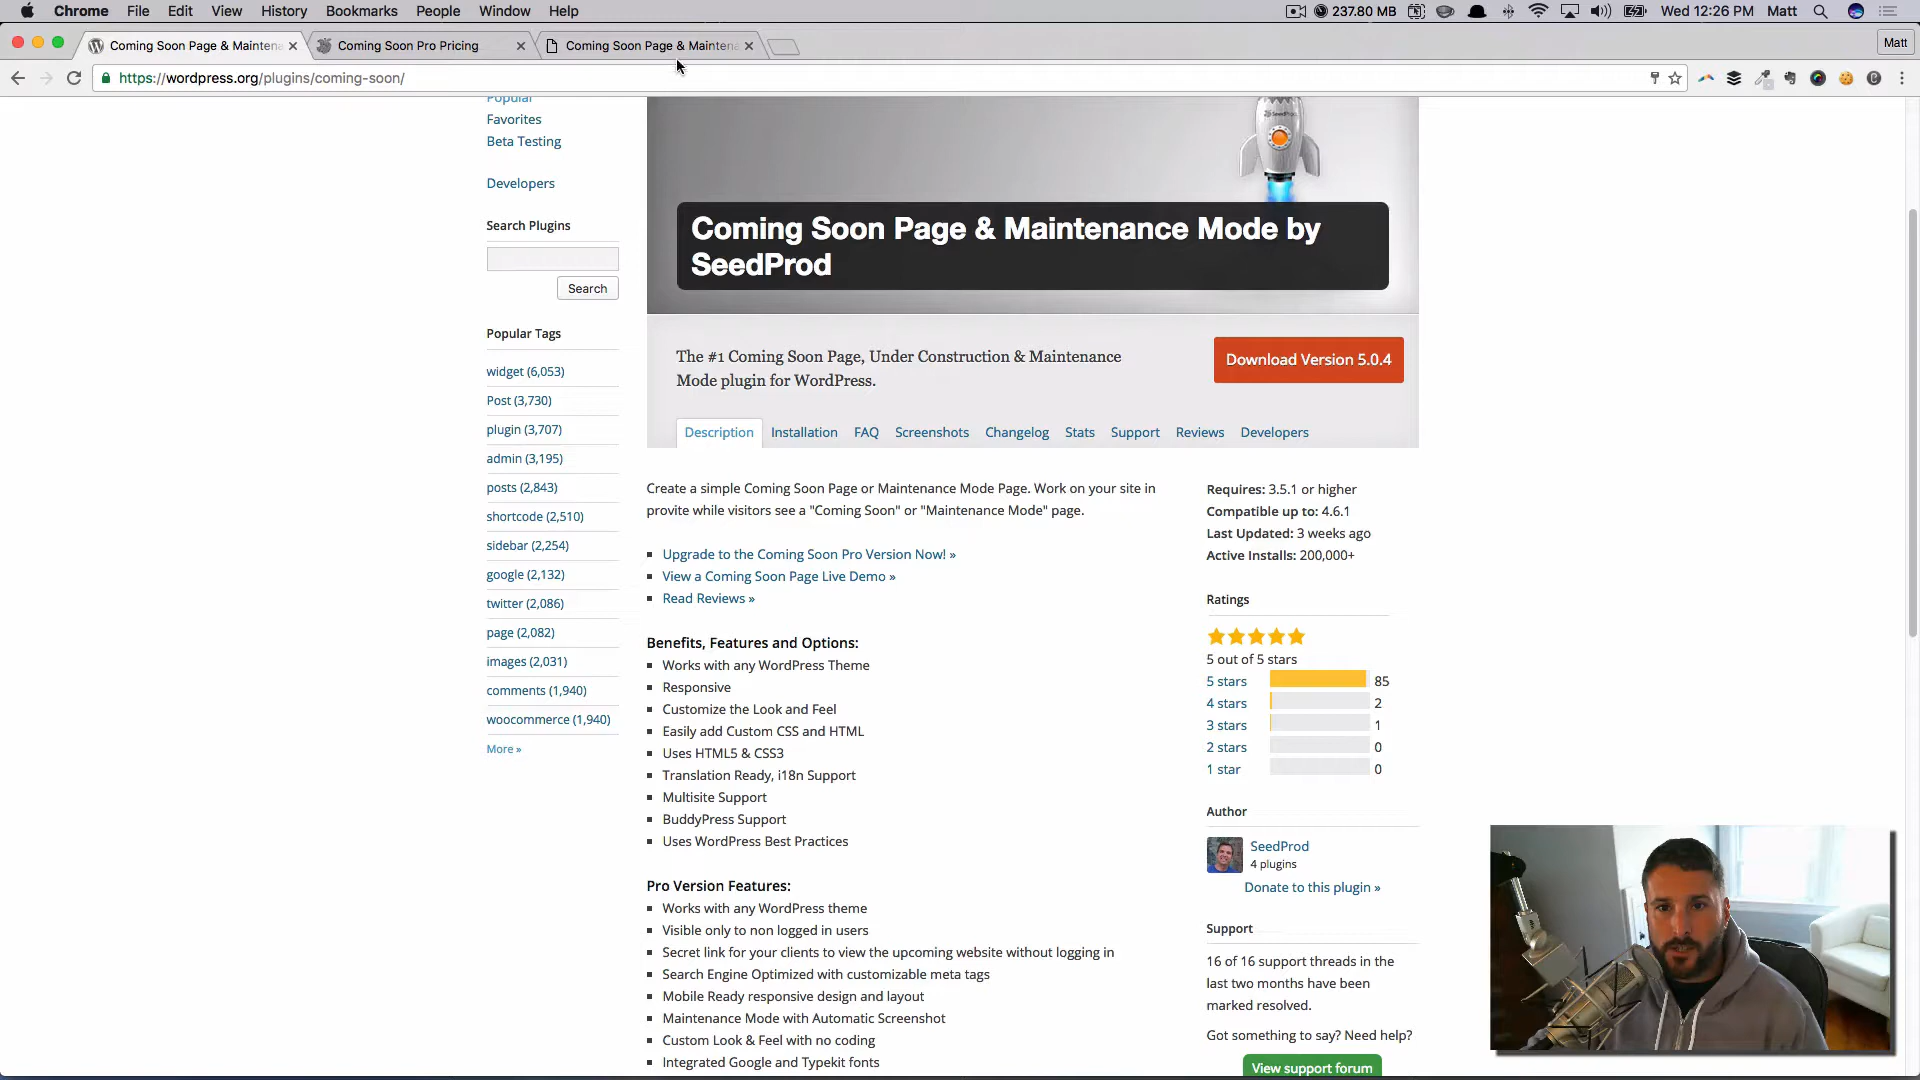 Chrome File Edit View History Bookmarks People Window Help 237.80 MB Wed 12:26 PM Matt
Coming Soon Page & Maintena Coming Soon Pro Pricing Coming Soon Page & Maintena Matt
https://wordpress.org/plugins/coming-soon/
Popular
Favorites
Beta Testing
Developers
Search Plugins
Search
Popular Tags
widget (6,053)
Post (3,730)
plugin (3,707)
admin (3,195)
posts (2,843)
shortcode (2,510)
sidebar (2,254)
google (2,132)
twitter (2,086)
page (2,082)
images (2,031)
comments (1,940)
woocommerce (1,940)
More »
Coming Soon Page & Maintenance Mode by
SeedProd
The #1 Coming Soon Page, Under Construction & Maintenance
Mode plugin for WordPress.
Download Version 5.0.4
Description Installation FAQ Screenshots Changelog Stats Support Reviews Developers
Create a simple Coming Soon Page or Maintenance Mode Page. Work on your site in
provite while visitors see a "Coming Soon" or "Maintenance Mode" page.
Upgrade to the Coming Soon Pro Version Now! »
View a Coming Soon Page Live Demo »
Read Reviews »
Benefits, Features and Options:
Works with any WordPress Theme
Responsive
Customize the Look and Feel
Easily add Custom CSS and HTML
Uses HTML5 & CSS3
Translation Ready, i18n Support
Multisite Support
BuddyPress Support
Uses WordPress Best Practices
Pro Version Features:
Works with any WordPress theme
Visible only to non logged in users
Secret link for your clients to view the upcoming website without logging in
Search Engine Optimized with customizable meta tags
Mobile Ready responsive design and layout
Maintenance Mode with Automatic Screenshot
Custom Look & Feel with no coding
Integrated Google and Typekit fonts
Requires: 3.5.1 or higher
Compatible up to: 4.6.1
Last Updated: 3 weeks ago
Active Installs: 200,000+
Ratings
5 out of 5 stars
5 stars 85
4 stars 2
3 stars 1
2 stars 0
1 star 0
Author
SeedProd
4 plugins
Donate to this plugin »
Support
16 of 16 support threads in the
last two months have been
marked resolved.
Got something to say? Need help?
View support forum